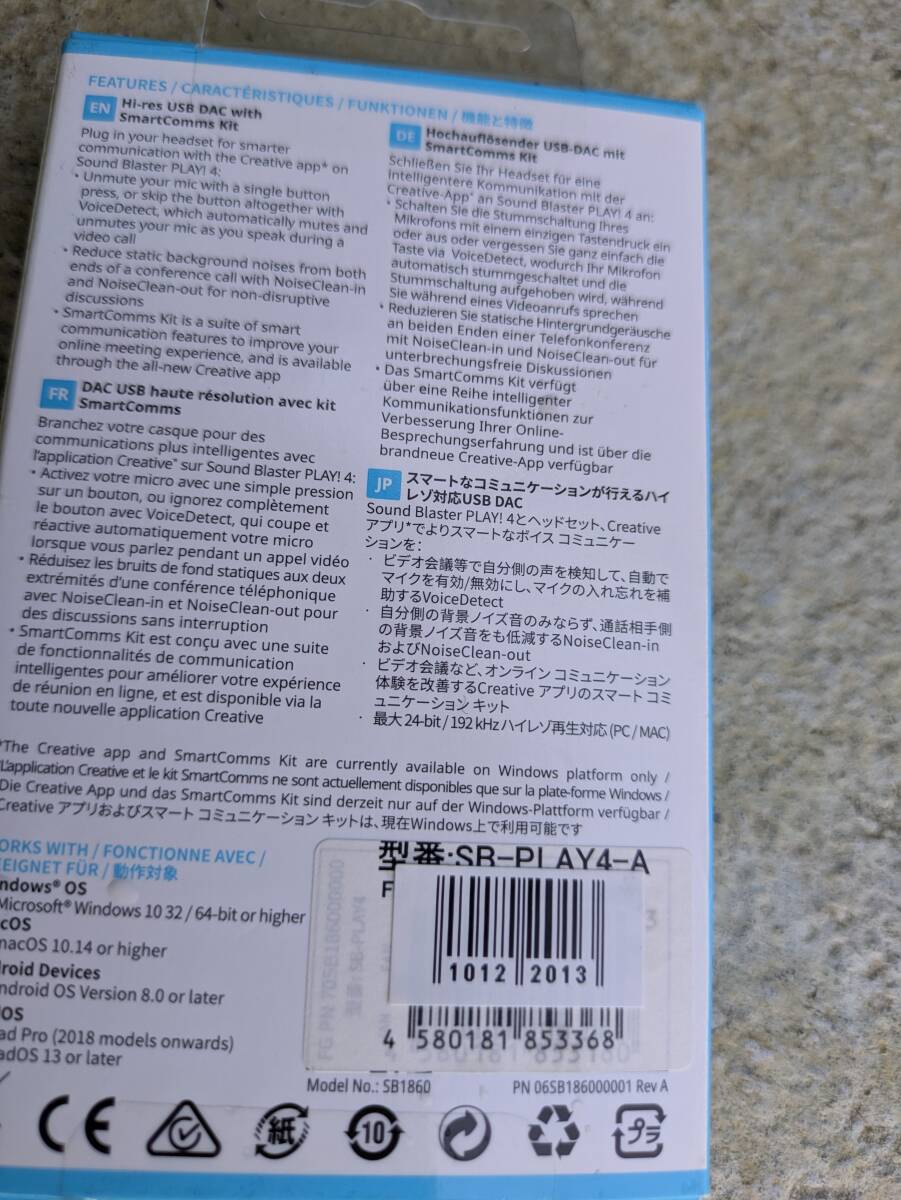 FEATURES / CARACTÉRISTIQUES / FUNKTIONEN / 機能と特徴
EN Hi-res USB DAC with
SmartComms Kit
Plug in your headset for smarter
communication with the Creative app* on
Sound Blaster PLAY! 4:
• Unmute your mic with a single button
press, or skip the button altogether with
VoiceDetect, which automatically mutes and
unmutes your mic as you speak during a
video call
• Reduce static background noises from both
ends of a conference call with NoiseClean-in
and NoiseClean-out for non-disruptive
discussions
• SmartComms Kit is a suite of smart
communication features to improve your
online meeting experience, and is available
through the all-new Creative app
FR DAC USB haute résolution avec kit
SmartComms
Branchez votre casque pour des
communications plus intelligentes avec
l'application Creative* sur Sound Blaster PLAY! 4:
• Activez votre micro avec une simple pression
sur un bouton, ou ignorez complètement
le bouton avec VoiceDetect, qui coupe et
réactive automatiquement votre micro
lorsque vous parlez pendant un appel vidéo
• Réduisez les bruits de fond statiques aux deux
extrémités d'une conférence téléphonique
avec NoiseClean-in et NoiseClean-out pour
des discussions sans interruption
• SmartComms Kit est conçu avec une suite
de fonctionnalités de communication
intelligentes pour améliorer votre expérience
de réunion en ligne, et est disponible via la
toute nouvelle application Creative
DE Hochauflösender USB-DAC mit
SmartComms Kit
Schließen Sie Ihr Headset für eine
intelligentere Kommunikation mit der
Creative-App* an Sound Blaster PLAY! 4 an:
• Schalten Sie die Stummschaltung Ihres
Mikrofons mit einem einzigen Tastendruck ein
oder aus oder vergessen Sie ganz einfach die
Taste via VoiceDetect, wodurch Ihr Mikrofon
automatisch stummgeschaltet und die
Stummschaltung aufgehoben wird, während
Sie während eines Videoanrufs sprechen
• Reduzieren Sie statische Hintergrundgeräusche
an beiden Enden einer Telefonkonferenz
mit NoiseClean-in und NoiseClean-out für
unterbrechungsfreie Diskussionen
• Das SmartComms Kit verfügt
über eine Reihe intelligenter
Kommunikationsfunktionen zur
Verbesserung Ihrer Online-
Besprechungserfahrung und ist über die
brandneue Creative-App verfügbar
JP スマートなコミュニケーションが行えるハイ
レゾ対応USB DAC
Sound Blaster PLAY! 4とヘッドセット、Creative
アプリ*でよりスマートなボイス コミュニケー
ションを:
・ ビデオ会議等で自分側の声を検知して、自動で
マイクを有効/無効にし、マイクの入れ忘れを補
助するVoiceDetect
・ 自分側の背景ノイズ音のみならず、通話相手側
の背景ノイズ音をも低減するNoiseClean-in
およびNoiseClean-out
・ ビデオ会議など、オンライン コミュニケーション
体験を改善するCreative アプリのスマート コミ
ュニケーション キット
・ 最大 24-bit / 192 kHz ハイレゾ再生対応 (PC / MAC)
*The Creative app and SmartComms Kit are currently available on Windows platform only /
L'application Creative et le kit SmartComms ne sont actuellement disponibles que sur la plate-forme Windows /
Die Creative App und das SmartComms Kit sind derzeit nur auf der Windows-Plattform verfügbar /
Creative アプリおよびスマート コミュニケーション キットは、現在Windows上で利用可能です
ORKS WITH / FONCTIONNE AVEC /
EEIGNET FÜR / 動作対象
ndows® OS
Microsoft® Windows 10 32 / 64-bit or higher
cOS
macOS 10.14 or higher
roid Devices
ndroid OS Version 8.0 or later
OS
ad Pro (2018 models onwards)
adOS 13 or later
型番:SB-PLAY4-A
F
3
FG PN 70SB186000000
型番: SB-PLAY4
1012 2013
4 580181 853368
Model No.: SB1860
PN 06SB186000001 Rev A
CE
紙
10
プラ